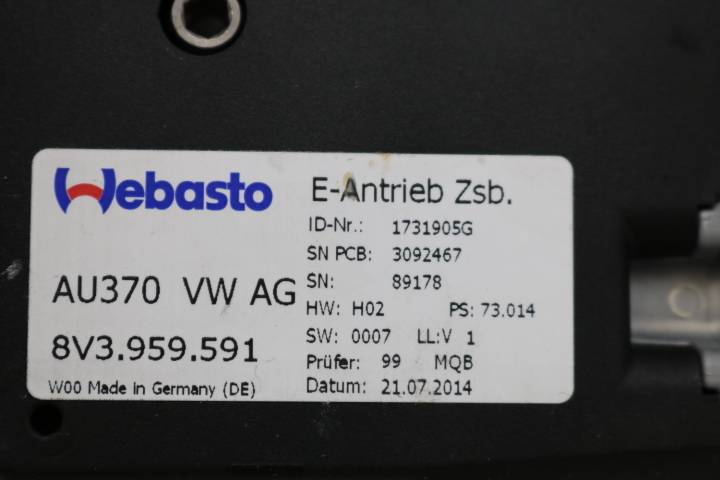 Webasto
AU370 VW AG
8V3.959.591
W00 Made in Germany (DE)
E-Antrieb Zsb.
ID-Nr.: 1731905G
SN PCB: 3092467
SN: 89178
HW: H02 PS: 73.014
SW: 0007 LL:V 1
Prüfer: 99 MQB
Datum: 21.07.2014